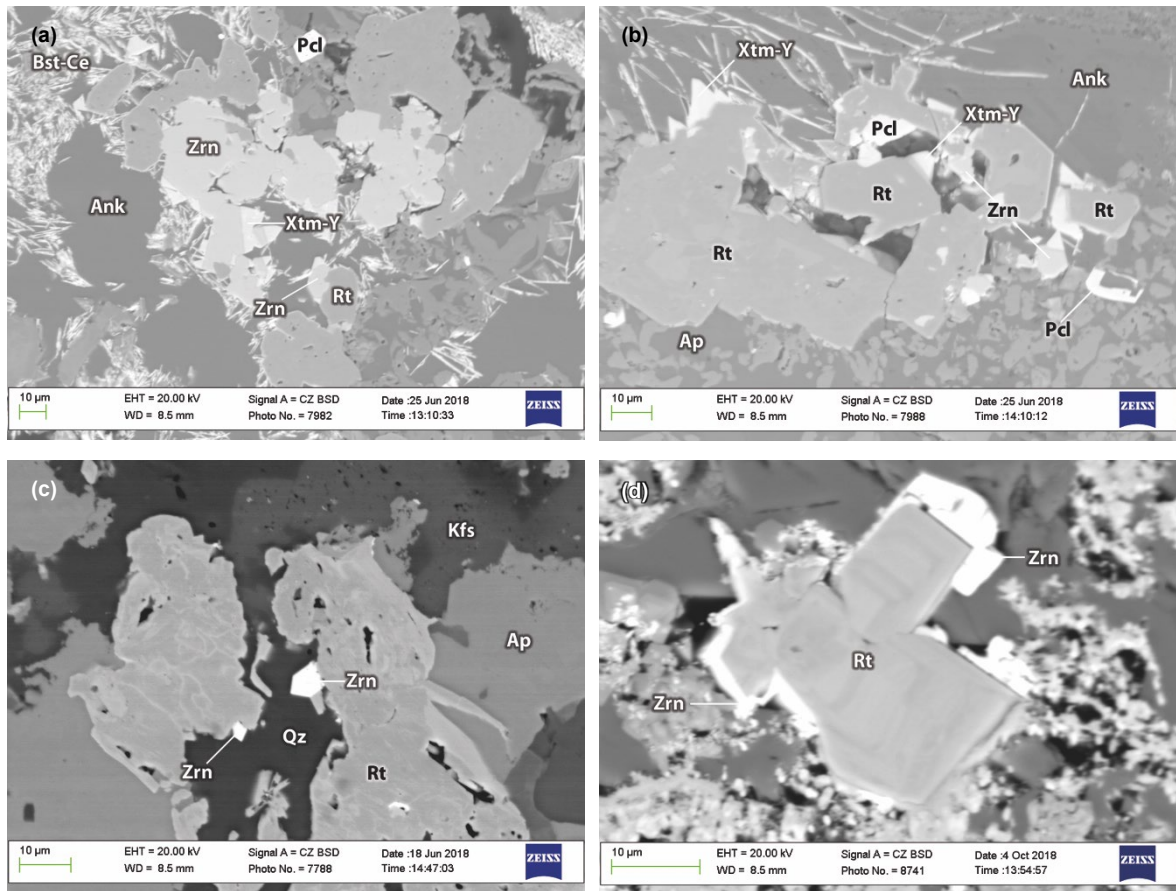 (a)
Pcl
Bst-Ce
Zrn
Ank
Xtm-Y
Zrn
Rt
10 µm
EHT = 20.00 kV
WD = 8.5 mm
Signal A = CZ BSD
Photo No. = 7982
Date :25 Jun 2018
Time :13:10:33
ZEISS
(b)
Xtm-Y
Ank
Pcl
Xtm-Y
Rt
Zrn
Rt
Rt
Pcl
Ap
10 µm
EHT = 20.00 kV
WD = 8.5 mm
Signal A = CZ BSD
Photo No. = 7988
Date :25 Jun 2018
Time :14:10:12
ZEISS
(c)
Kfs
Ap
Zrn
Qz
Zrn
Rt
10 µm
EHT = 20.00 kV
WD = 8.5 mm
Signal A = CZ BSD
Photo No. = 7788
Date :18 Jun 2018
Time :14:47:03
ZEISS
(d)
Zrn
Rt
Zrn
10 µm
EHT = 20.00 kV
WD = 8.5 mm
Signal A = CZ BSD
Photo No. = 8741
Date :4 Oct 2018
Time :13:54:57
ZEISS